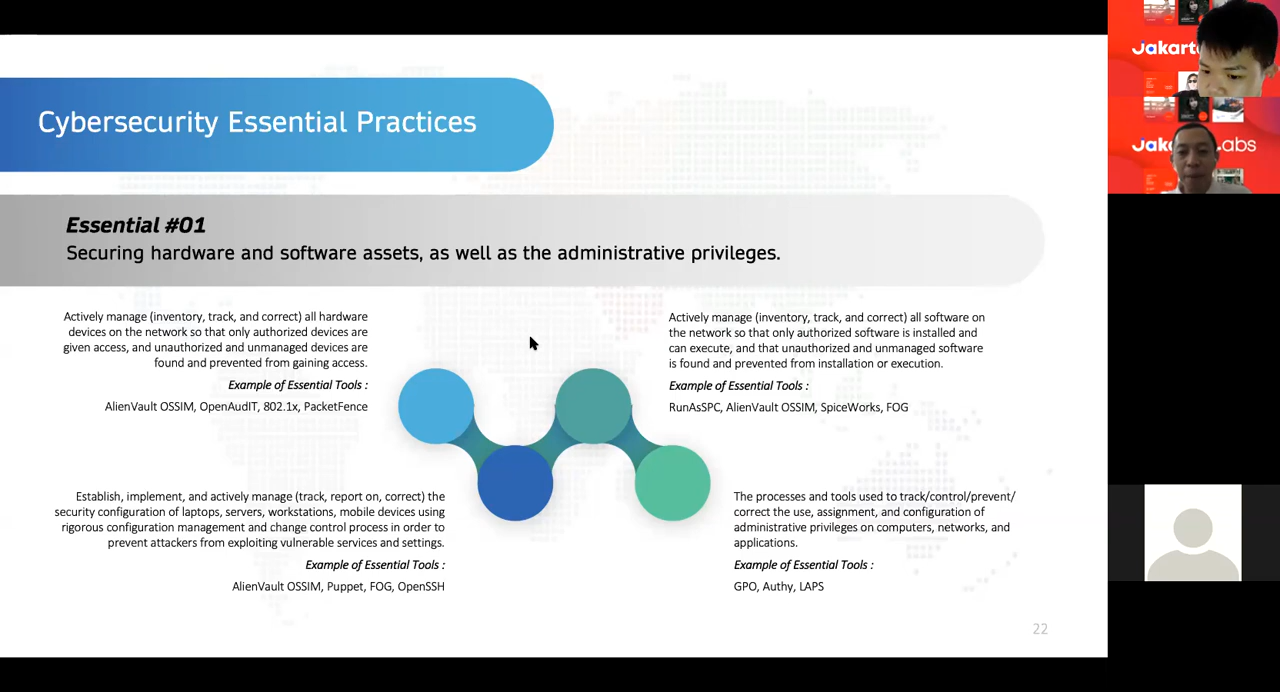 Cybersecurity Essential Practices
Essential #01
Securing hardware and software assets, as well as the administrative privileges.
Actively manage (inventory, track, and correct) all hardware
devices on the network so that only authorized devices are
given access, and unauthorized and unmanaged devices are
found and prevented from gaining access.
Example of Essential Tools :
AlienVault OSSIM, OpenAudIT, 802.1x, PacketFence
Actively manage (inventory, track, and correct) all software on
the network so that only authorized software is installed and
can execute, and that unauthorized and unmanaged software
is found and prevented from installation or execution.
Example of Essential Tools :
RunAsSPC, AlienVault OSSIM, SpiceWorks, FOG
Establish, implement, and actively manage (track, report on, correct) the
security configuration of laptops, servers, workstations, mobile devices using
rigorous configuration management and change control process in order to
prevent attackers from exploiting vulnerable services and settings.
Example of Essential Tools :
AlienVault OSSIM, Puppet, FOG, OpenSSH
The processes and tools used to track/control/prevent/
correct the use, assignment, and configuration of
administrative privileges on computers, networks, and
applications.
Example of Essential Tools :
GPO, Authy, LAPS
22
Jakart
Jak
abs